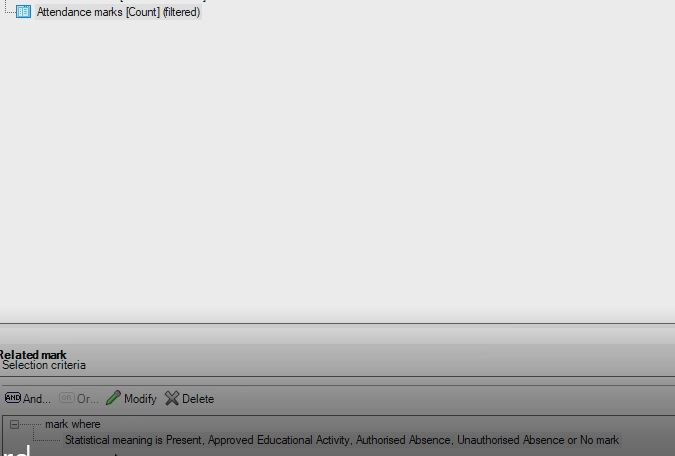 Attendance marks [Count] (filtered)
Related mark
Selection criteria
And... Or... Modify Delete
mark where
Statistical meaning is Present, Approved Educational Activity, Authorised Absence, Unauthorised Absence or No mark